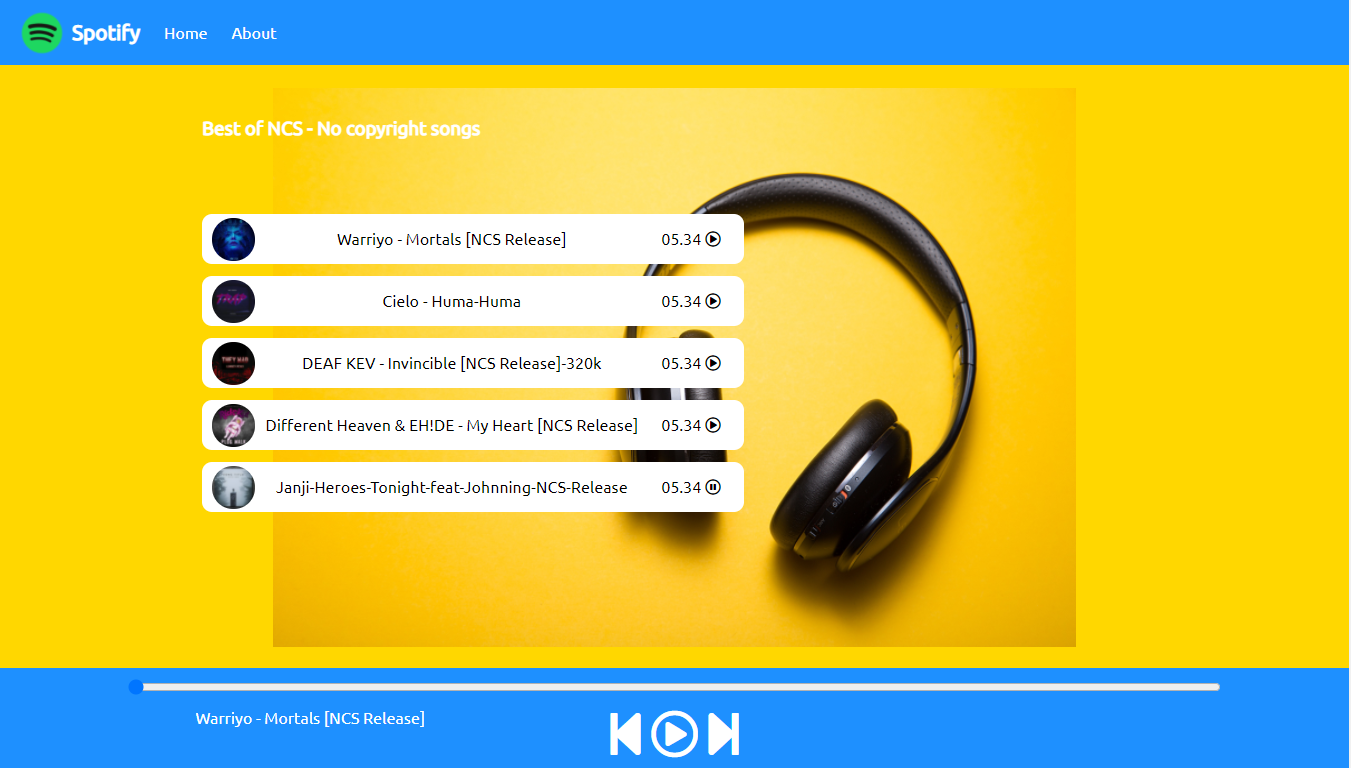 Spotify Home About
Best of NCS - No copyright songs
Warriyo - Mortals [NCS Release] 05.34
Cielo - Huma-Huma 05.34
DEAF KEV - Invincible [NCS Release]-320k 05.34
Different Heaven & EH!DE - My Heart [NCS Release] 05.34
Janji-Heroes-Tonight-feat-Johnning-NCS-Release 05.34
Warriyo - Mortals [NCS Release]